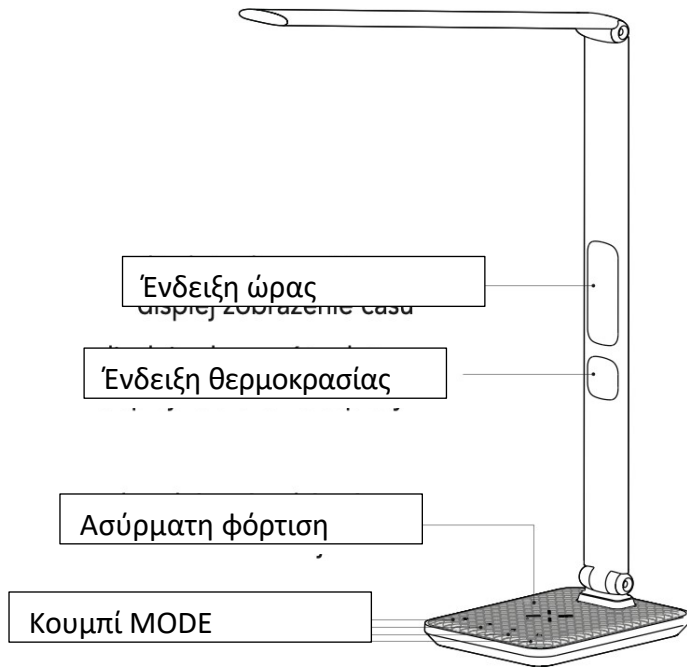 Ένδειξη ώρας
displej zobrazenie času
Ένδειξη θερμοκρασίας
Ασύρματη φόρτιση
Κουμπί MODE